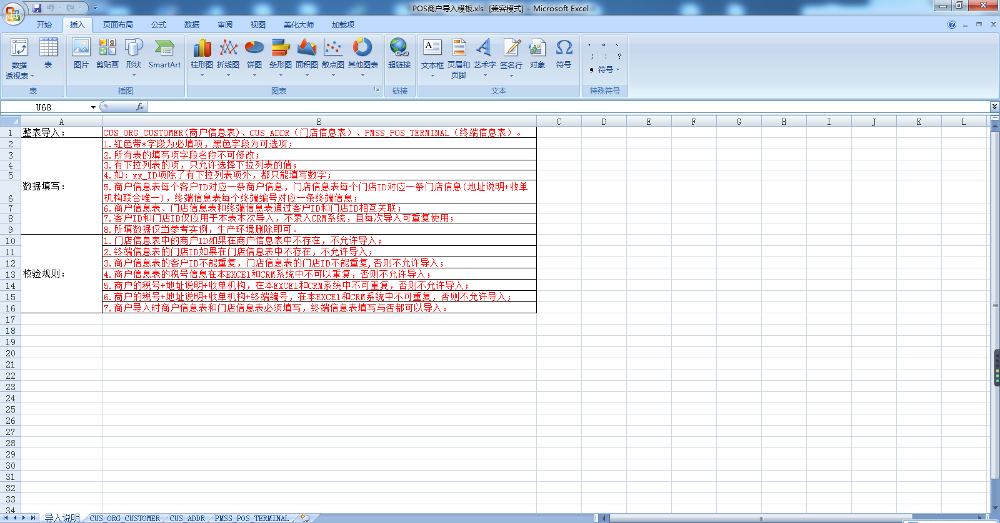 POS商户导入模板.xls [兼容模式] - Microsoft Excel
开始 插入 页面布局 公式 数据 审阅 视图 美化大师 加载项
数据透视表 表 图片 剪贴画 形状 SmartArt 柱形图 折线图 饼图 条形图 面积图 散点图 其他图表 超链接 文本框 页眉和页脚 艺术字 签名行 对象 符号 , 。 、 ; : ? , 符号
表 插图 图表 链接 文本 特殊符号
U68 fx
A B C D E F G H I J K L
1 整表导入： CUS_ORG_CUSTOMER(商户信息表)、CUS_ADDR（门店信息表）、PMSS_POS_TERMINAL（终端信息表）。
2 1.红色带*字段为必填项，黑色字段为可选项；
3 2.所有表的填写项字段名称不可修改；
4 3.有下拉列表的项，只允许选择下拉列表的值；
5 4.如：xx_ID项除了有下拉列表项外，都只能填写数字；
数据填写： 5.商户信息表每个客户ID对应一条商户信息，门店信息表每个门店ID对应一条门店信息(地址说明+收单
6 机构联合唯一)，终端信息表每个终端编号对应一条终端信息；
7 6.商户信息表、门店信息表和终端信息表通过客户ID和门店ID相互关联；
8 7.客户ID和门店ID仅应用于本表本次导入，不录入CRM系统，且每次导入可重复使用；
9 8.所填数据仅当参考实例，生产环境删除即可。
10 1.门店信息表中的商户ID如果在商户信息表中不存在，不允许导入；
11 2.终端信息表的门店ID如果在门店信息表中不存在，不允许导入；
12 3.商户信息表的客户ID不能重复，门店信息表的门店ID不能重复,否则不允许导入；
13 校验规则： 4.商户信息表的税号信息在本EXCEl和CRM系统中不可以重复，否则不允许导入；
14 5.商户的税号+地址说明+收单机构，在本EXCEl和CRM系统中不可重复，否则不允许导入；
15 6.商户的税号+地址说明+收单机构+终端编号，在本EXCEl和CRM系统中不可重复，否则不允许导入；
16 7.商户导入时商户信息表和门店信息表必须填写，终端信息表填写与否都可以导入。
17
18
19
20
21
22
23
24
25
26
27
28
29
30
31
32
33
34
导入说明 CUS_ORG_CUSTOMER CUS_ADDR PMSS_POS_TERMINAL